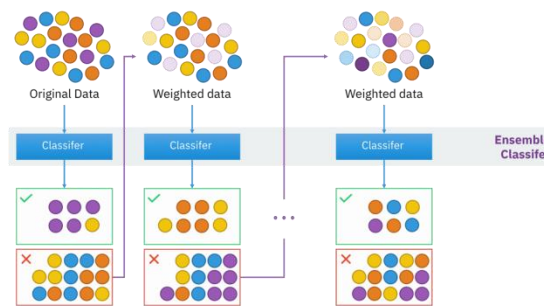 Original Data
Weighted data
Weighted data
Classifer
Classifer
Classifer
Ensembl
Classife
...